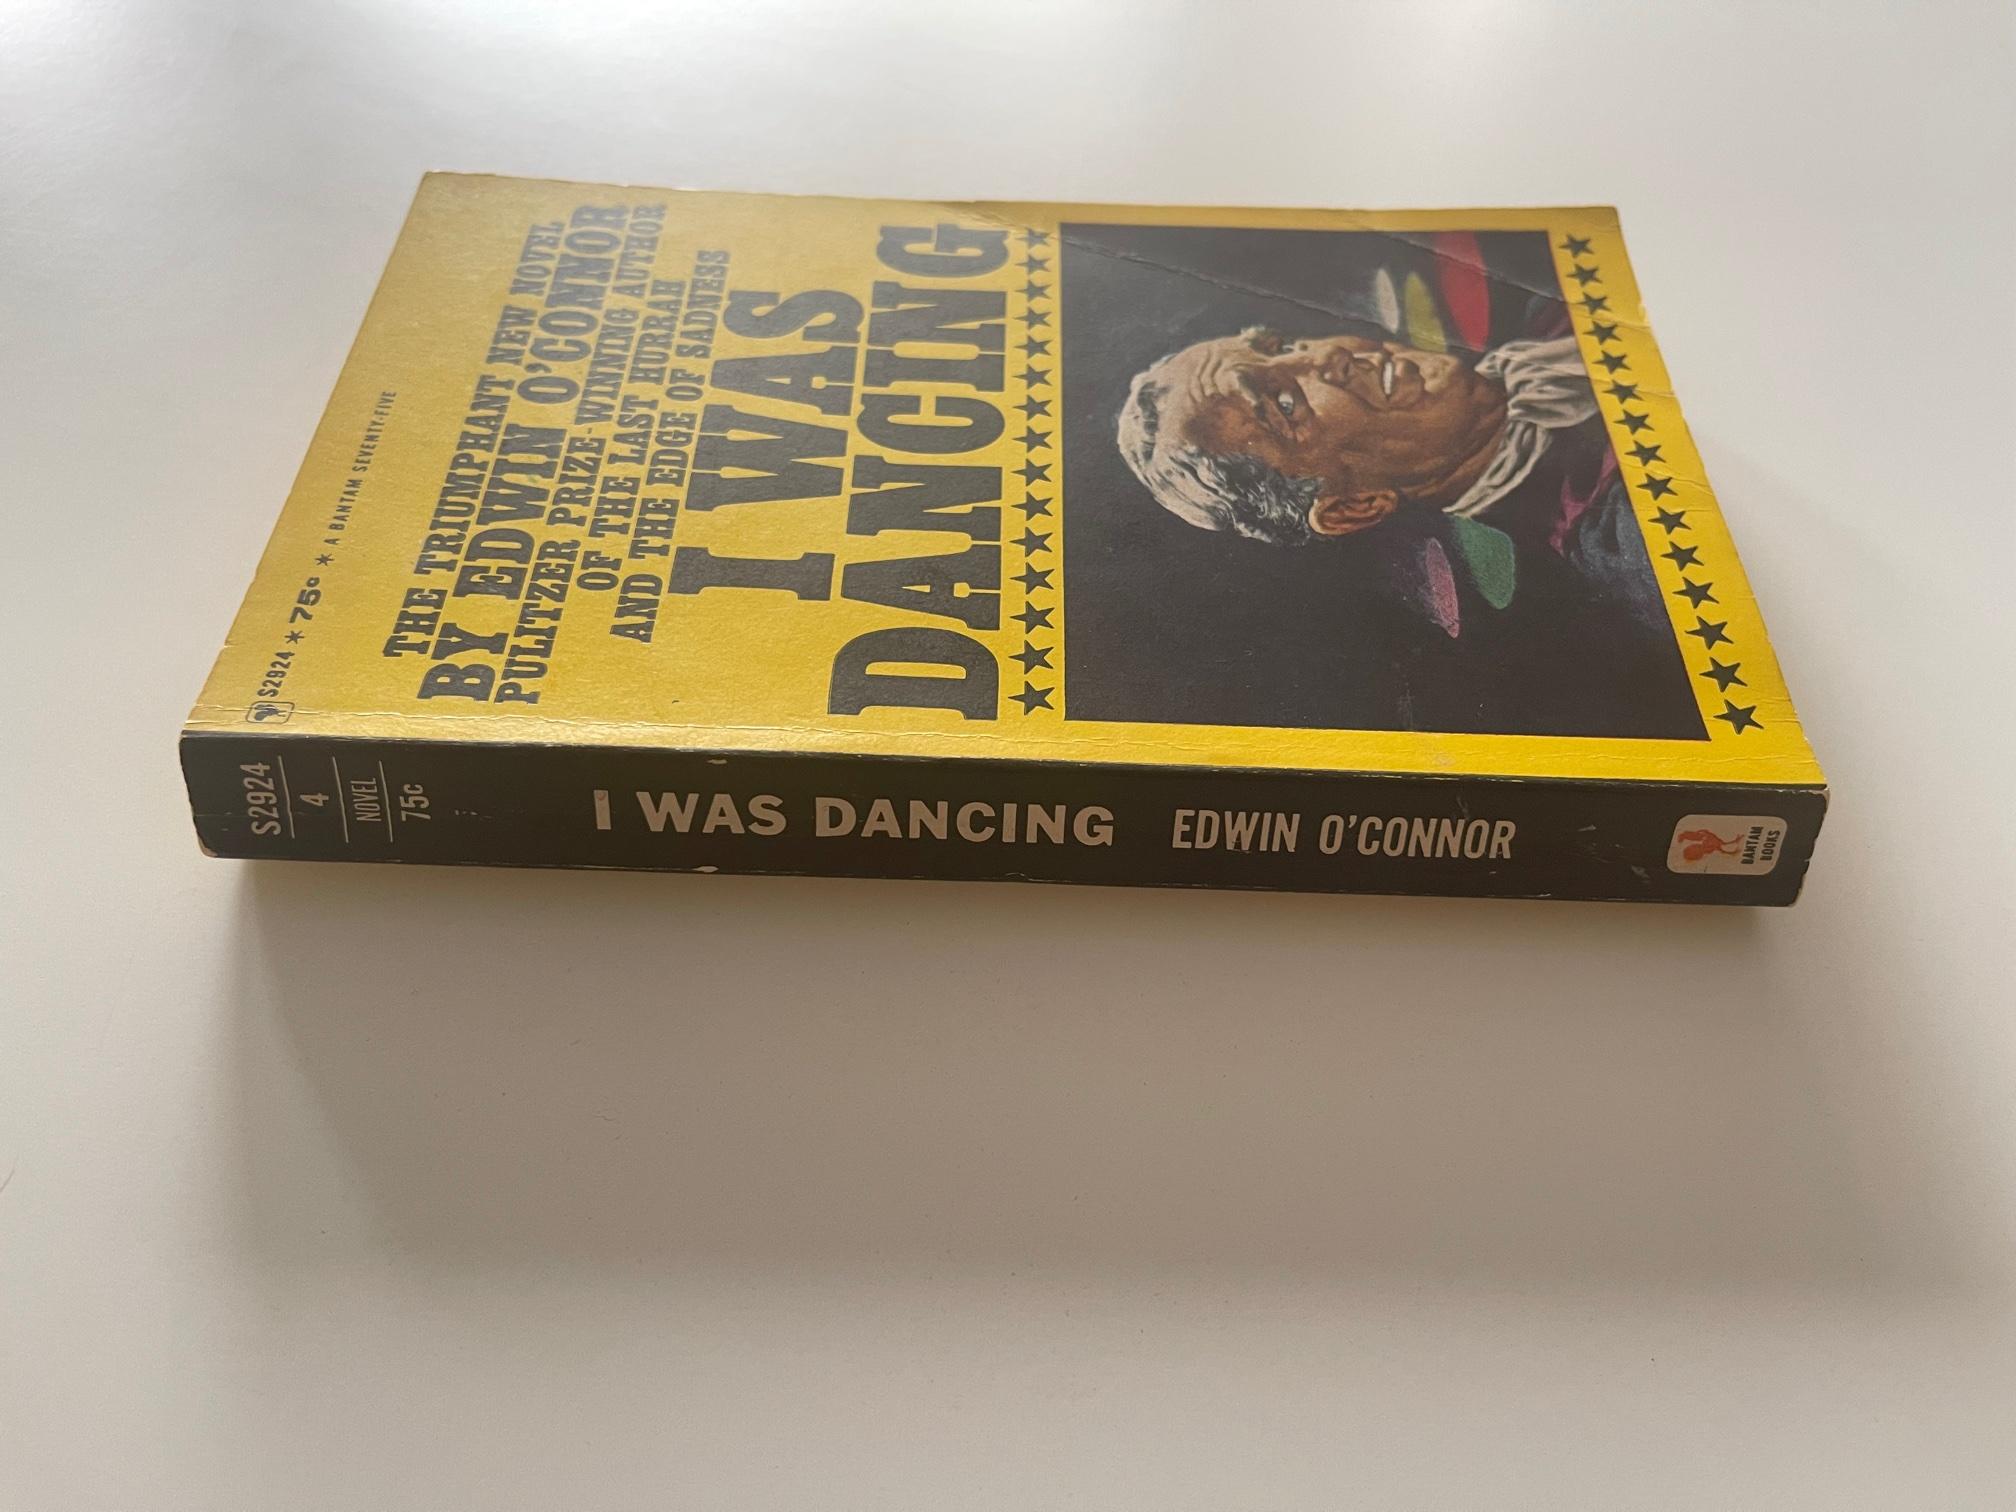 S2924 * 75¢ * A BANTAM SEVENTY-FIVE
THE TRIUMPHANT NEW NOVEL
BY EDWIN O'CONNOR
PULITZER PRIZE-WINNING AUTHOR
OF THE LAST HURRAH
AND THE EDGE OF SADNESS
I WAS
DANCING
S2924
4
NOVEL
75c
I WAS DANCING EDWIN O'CONNOR
BANTAM
BOOKS